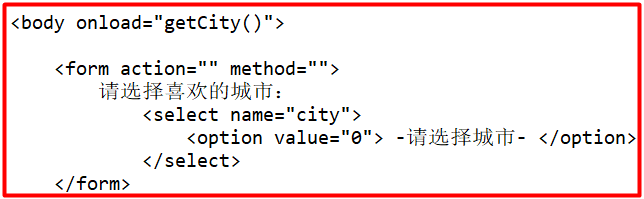 <body onload="getCity()">
<form action="" method="">
请选择喜欢的城市：
<select name="city">
<option value="0"> -请选择城市- </option>
</select>
</form>